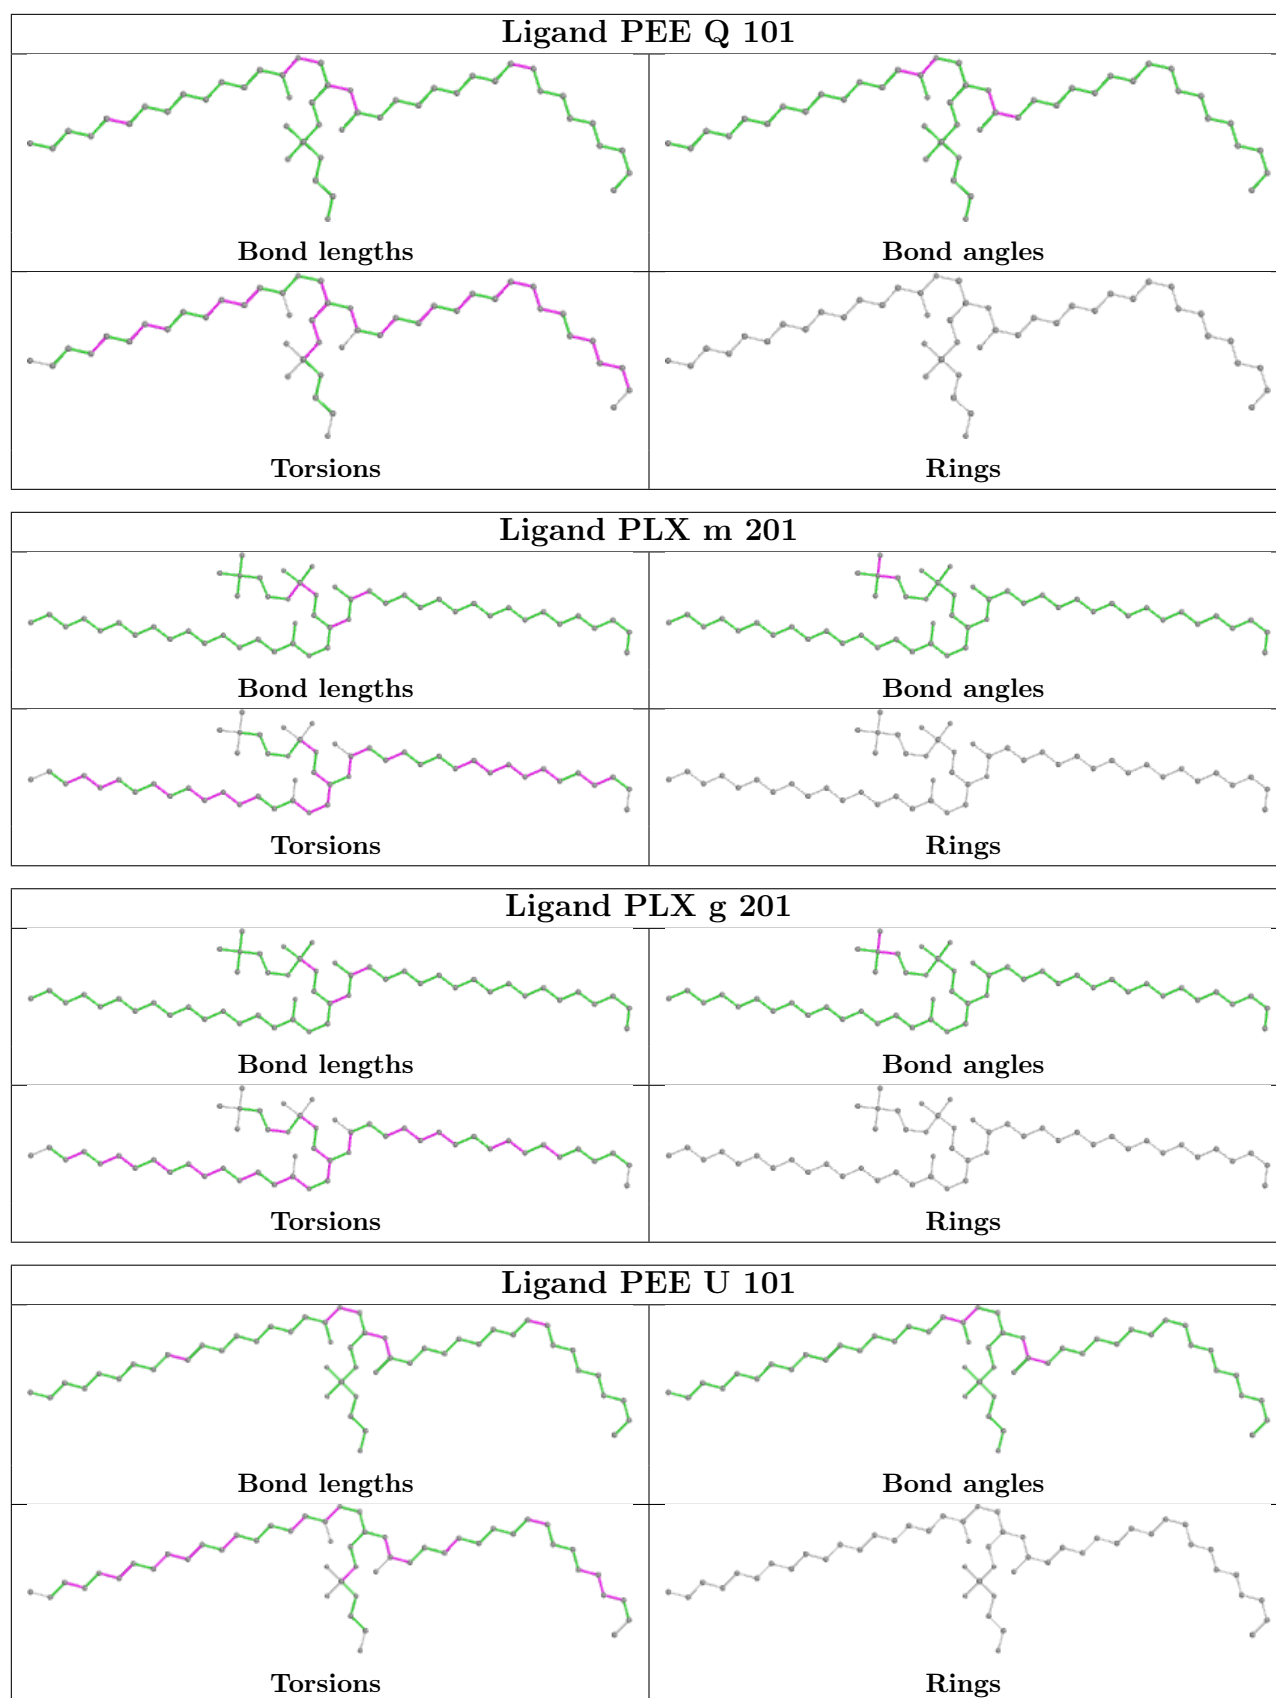 Ligand PEE Q 101
Bond lengths
Bond angles
Torsions
Rings
Ligand PLX m 201
Bond lengths
Bond angles
Torsions
Rings
Ligand PLX g 201
Bond lengths
Bond angles
Torsions
Rings
Ligand PEE U 101
Bond lengths
Bond angles
Torsions
Rings